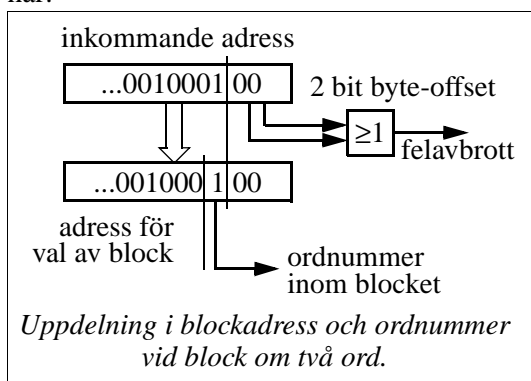 inkommande adress
...0010001 00
2 bit byte-offset
≥1
felavbrott
...001000 1 00
adress för
val av block
ordnummer
inom blocket
Uppdelning i blockadress och ordnummer
vid block om två ord.